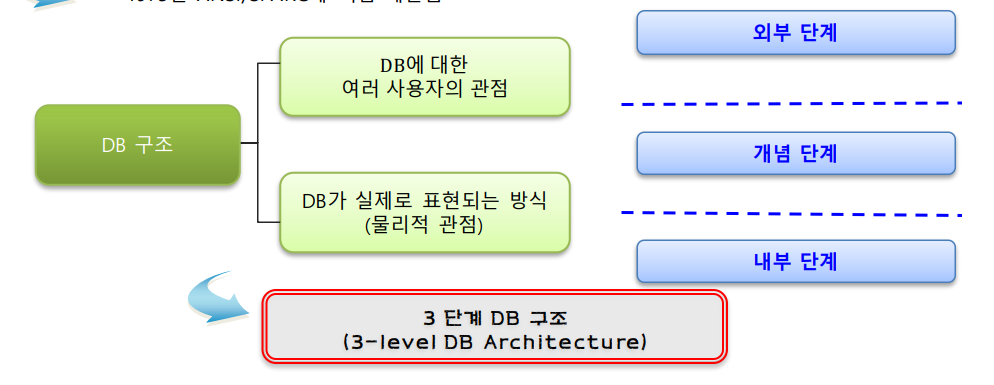 DB 구조
DB에 대한
여러 사용자의 관점
DB가 실제로 표현되는 방식
(물리적 관점)
외부 단계
개념 단계
내부 단계
3 단계 DB 구조
(3-level DB Architecture)